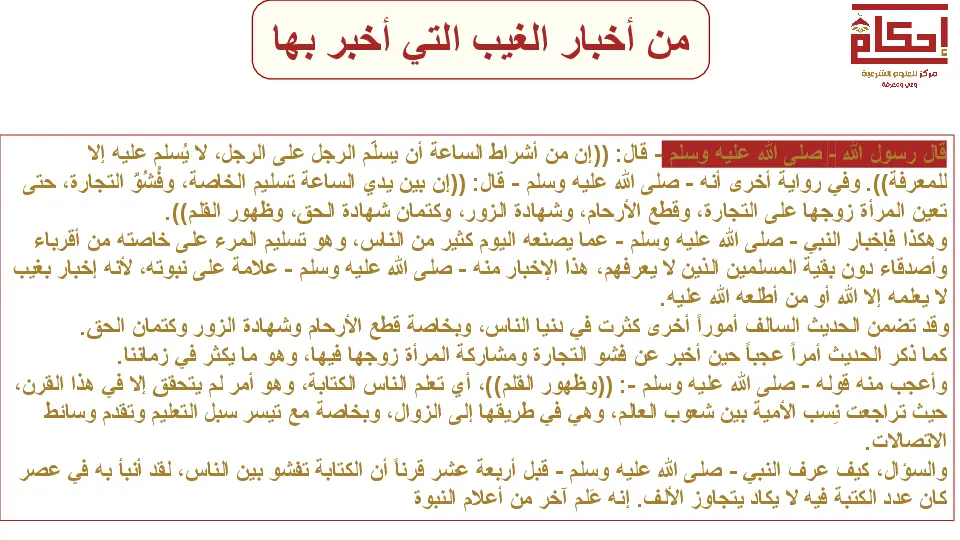 من أخبار الغيب التي أخبر بها
إحكام
مركز للعلوم الشرعية
وعي ومعرفة
قال رسول الله - صلى الله عليه وسلم - قال: ((إن من أشراط الساعة أن يسلّم الرجل على الرجل، لا يُسلم عليه إلا
للمعرفة)). وفي رواية أخرى أنه - صلى الله عليه وسلم - قال: ((إن بين يدي الساعة تسليم الخاصة، وفُشُوَّ التجارة، حتى
تعين المرأة زوجها على التجارة، وقطع الأرحام، وشهادة الزور، وكتمان شهادة الحق، وظهور القلم)).
وهكذا فإخبار النبي - صلى الله عليه وسلم - عما يصنعه اليوم كثير من الناس، وهو تسليم المرء على خاصته من أقرباء
وأصدقاء دون بقية المسلمين الذين لا يعرفهم، هذا الإخبار منه - صلى الله عليه وسلم - علامة على نبوته، لأنه إخبار بغيب
لا يعلمه إلا الله أو من أطلعه الله عليه.
وقد تضمن الحديث السالف أموراً أخرى كثرت في دنيا الناس، وبخاصة قطع الأرحام وشهادة الزور وكتمان الحق.
كما ذكر الحديث أمراً عجباً حين أخبر عن فشو التجارة ومشاركة المرأة زوجها فيها، وهو ما يكثر في زماننا.
وأعجب منه قوله - صلى الله عليه وسلم -: ((وظهور القلم))، أي تعلم الناس الكتابة، وهو أمر لم يتحقق إلا في هذا القرن،
حيث تراجعت نِسب الأمية بين شعوب العالم، وهي في طريقها إلى الزوال، وبخاصة مع تيسر سبل التعليم وتقدم وسائط
الاتصالات.
والسؤال، كيف عرف النبي - صلى الله عليه وسلم - قبل أربعة عشر قرناً أن الكتابة تفشو بين الناس، لقد أنبأ به في عصر
كان عدد الكتبة فيه لا يكاد يتجاوز الألف. إنه عَلم آخر من أعلام النبوة